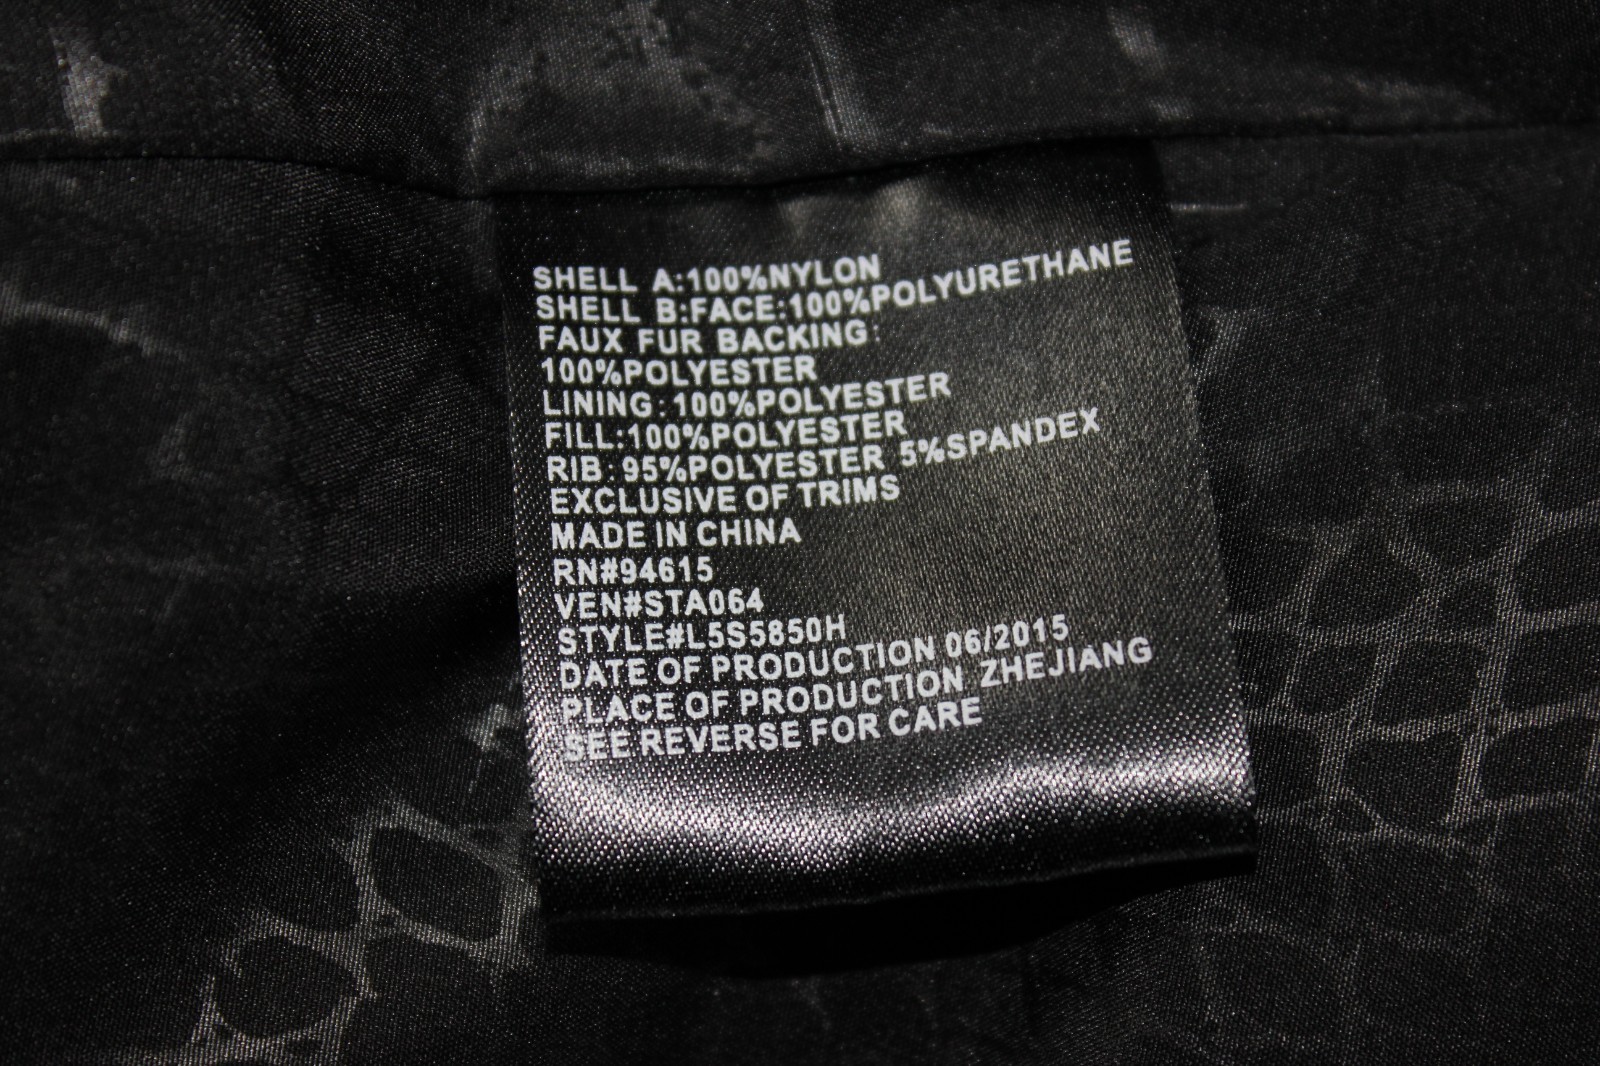 SHELL A:100%NYLON
SHELL B:FACE:100%POLYURETHANE
FAUX FUR BACKING:
100%POLYESTER
LINING:100%POLYESTER
FILL:100%POLYESTER
RIB:95%POLYESTER 5%SPANDEX
EXCLUSIVE OF TRIMS
MADE IN CHINA
RN#94615
VEN#STA064
STYLE#L5S5850H
DATE OF PRODUCTION 06/2015
PLACE OF PRODUCTION ZHEJIANG
SEE REVERSE FOR CARE